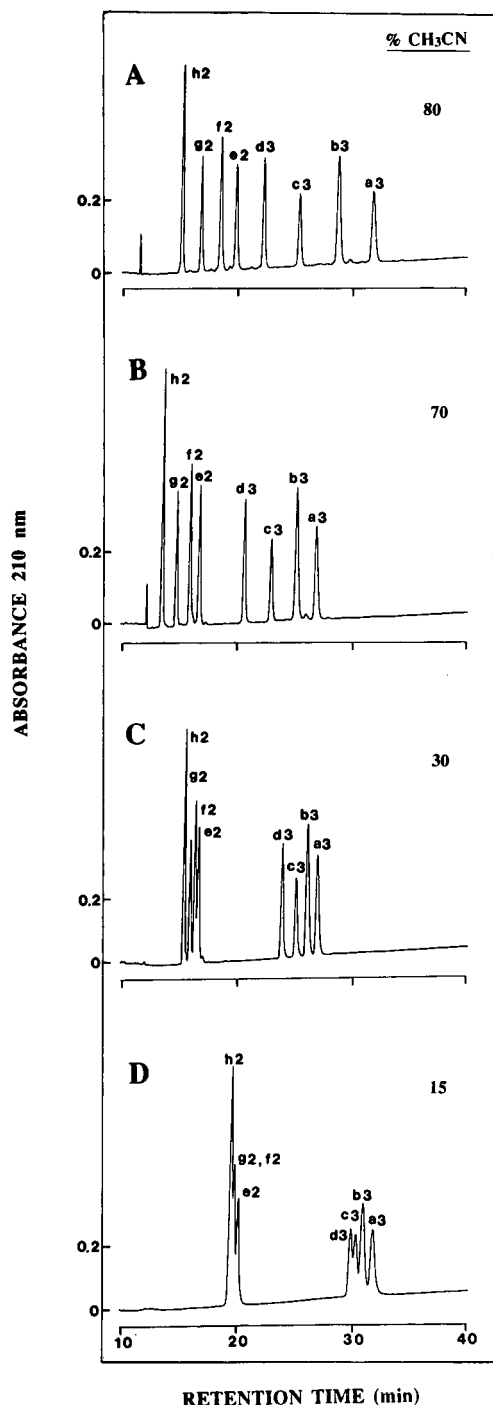 % CH₃CN
A
80
h2
g2
f2
e2
d3
c3
b3
a3
0.2
0
20
40
B
70
h2
g2
f2
e2
d3
c3
b3
a3
0.2
0
ABSORBANCE 210 nm
C
30
h2
g2
f2
e2
d3
c3
b3
a3
0.2
0
D
15
h2
g2, f2
e2
d3
c3
b3
a3
0.2
0
10
20
30
40
RETENTION TIME (min)